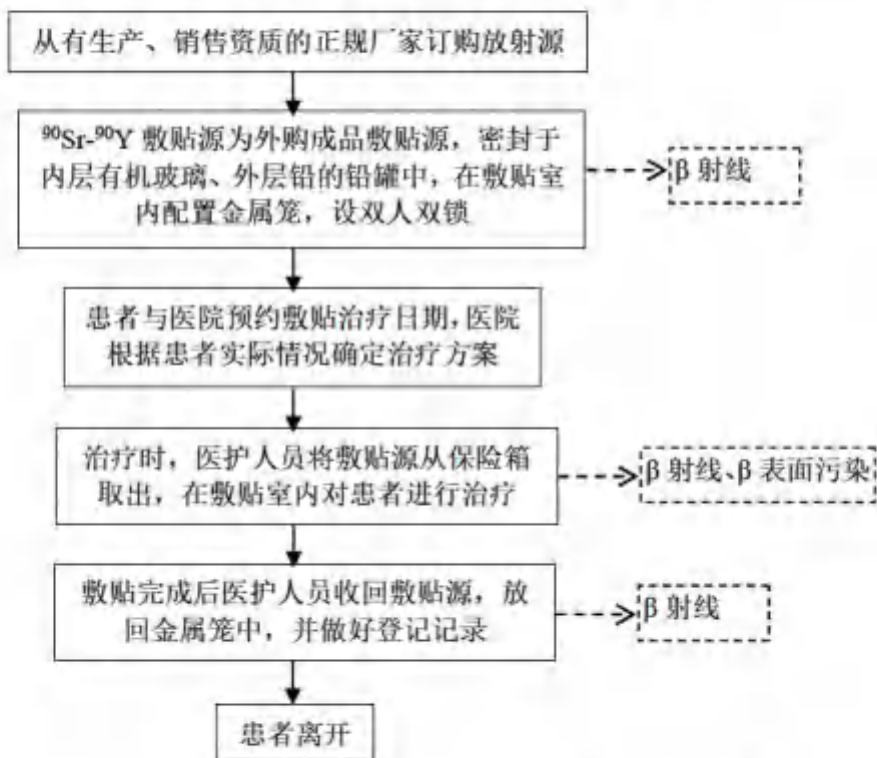 从有生产、销售资质的正规厂家订购放射源
⁹⁰Sr-⁹⁰Y 敷贴源为外购成品敷贴源，密封于
内层有机玻璃、外层铅的铅罐中，在敷贴室
内配置金属笼，设双人双锁
β 射线
患者与医院预约敷贴治疗日期，医院
根据患者实际情况确定治疗方案
治疗时，医护人员将敷贴源从保险箱
取出，在敷贴室内对患者进行治疗
β 射线、β 表面污染
敷贴完成后医护人员收回敷贴源，放
回金属笼中，并做好登记记录
β 射线
患者离开